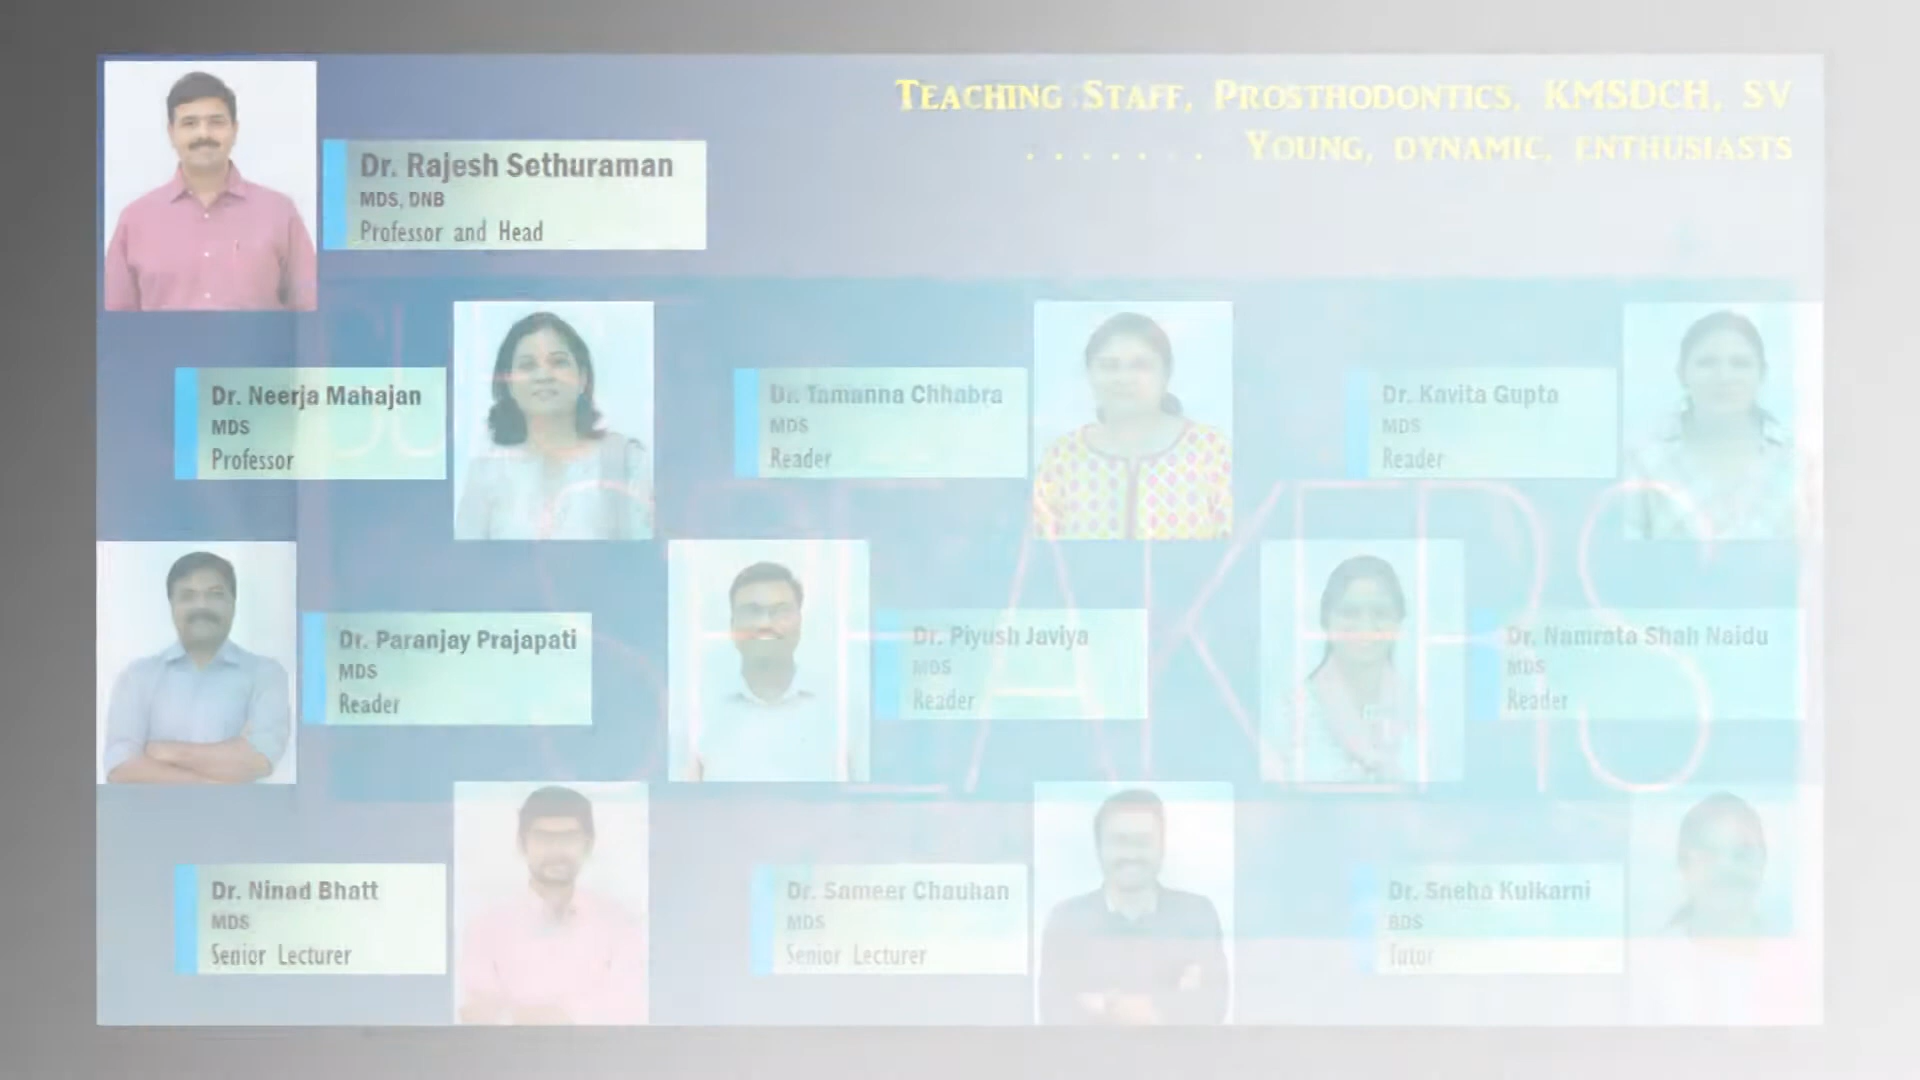 TEACHING STAFF, PROSTHODONTICS, KMSDCH, SV
....... YOUNG, DYNAMIC, ENTHUSIASTS
Dr. Rajesh Sethuraman
MDS, DNB
Professor and Head
Dr. Neerja Mahajan
MDS
Professor
Dr. Tamanna Chhabra
MDS
Reader
Dr. Kavita Gupta
MDS
Reader
Dr. Paranjay Prajapati
MDS
Reader
Dr. Piyush Javiya
MDS
Reader
Dr. Namrata Shah Naidu
MDS
Reader
Dr. Ninad Bhatt
MDS
Senior Lecturer
Dr. Sameer Chauhan
MDS
Senior Lecturer
Dr. Sneha Kulkarni
BDS
Tutor
SPEAKERS